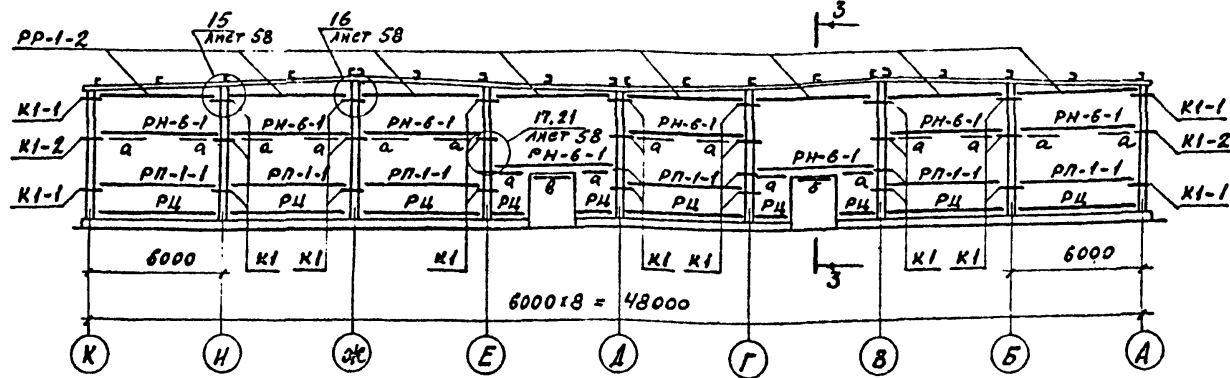 15
лист 58
16
лист 58
3
РР-1-2
К1-1
К1-1
РН-6-1 РН-6-1 РН-6-1 17.21 РН-6-1 РН-6-1 РН-6-1
лист 58
К1-2
К1-2
а а а а а а а а а а а а
РН-6-1 РН-6-1
РП-1-1 РП-1-1 РП-1-1 а в а РП-1-1 а б а РП-1-1 РП-1-1
К1-1
К1-1
РЦ РЦ РЦ РЦ РЦ РЦ РЦ РЦ РЦ РЦ
6000 К1 К1 К1 К1 К1 К1 К1 6000
3
6000х8 = 48000
К И Ж Е Д Г В Б А